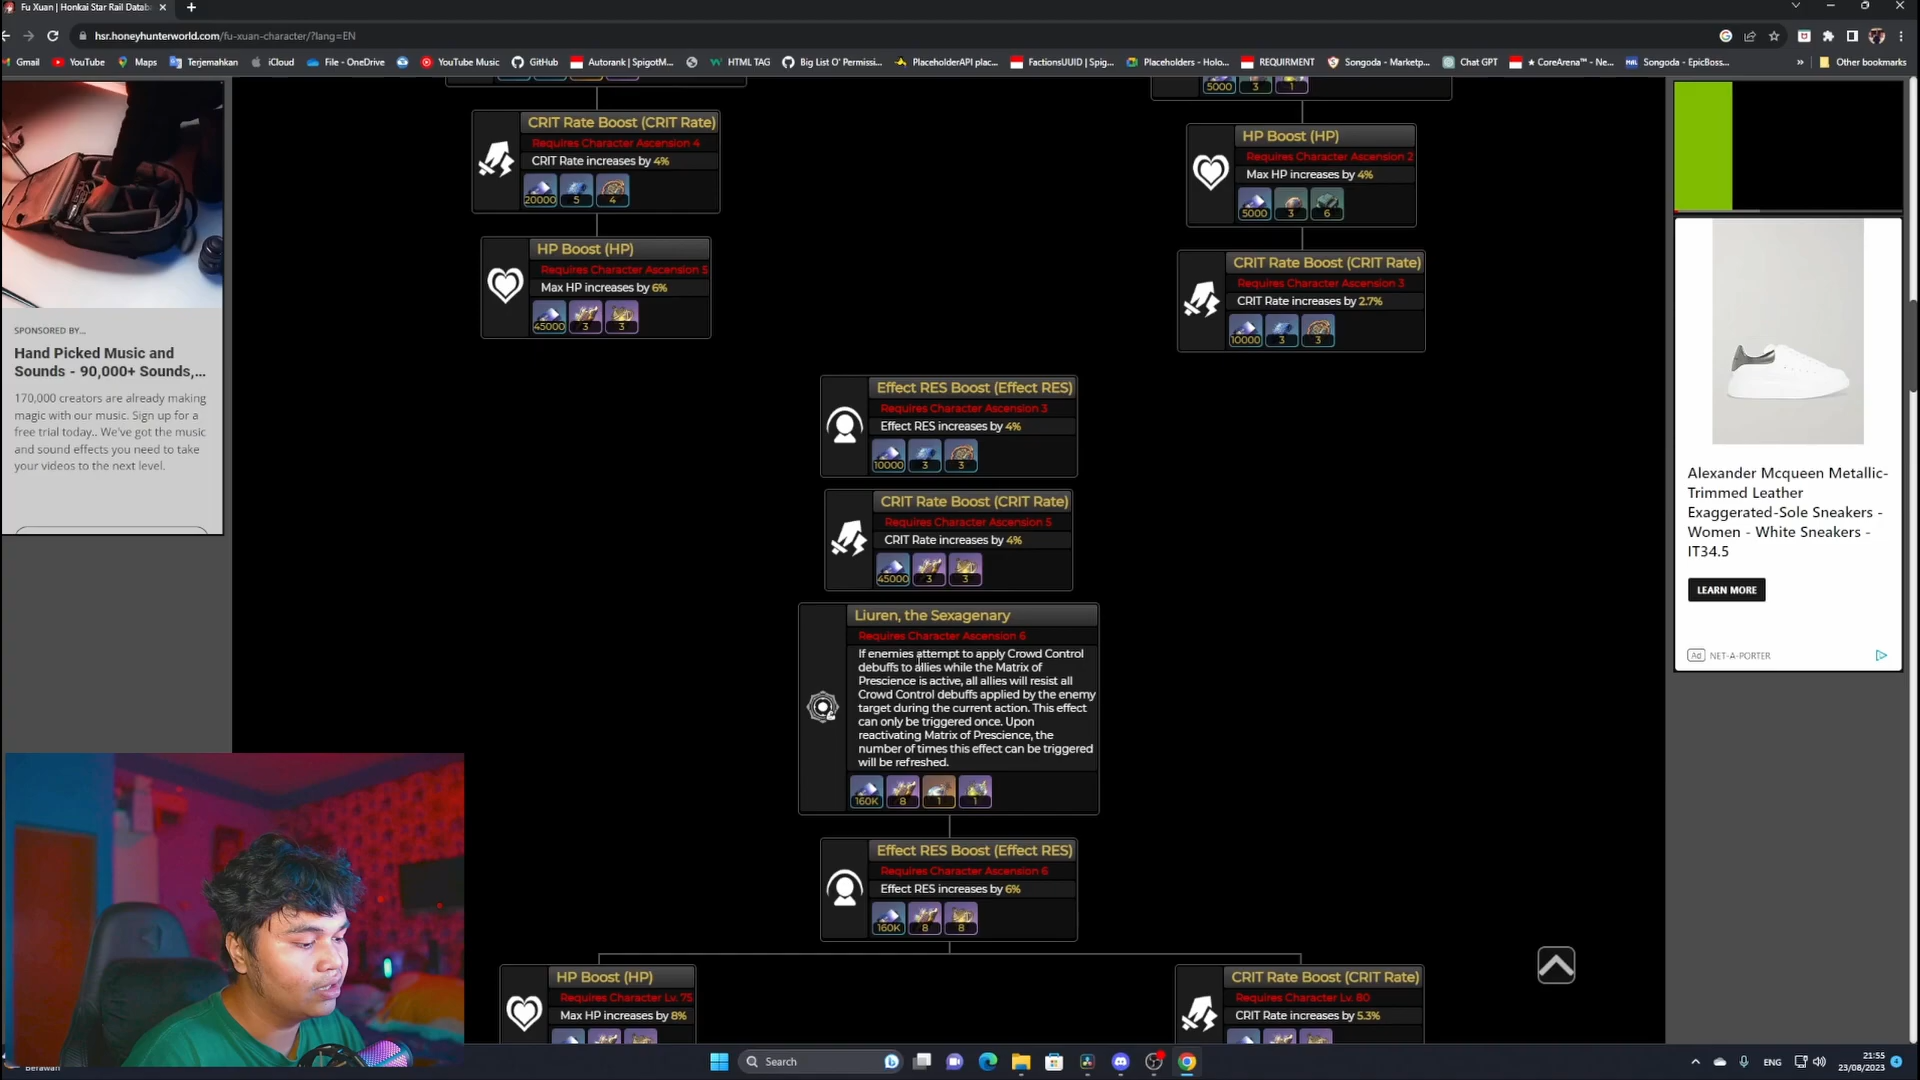 Fu Xuan | Honkai Star Rail Datab
hsr.honeyhunterworld.com/fu-xuan-character/?lang=EN
Gmail YouTube Maps Terjemahkan iCloud File - OneDrive YouTube Music GitHub Autorank | SpigotM... HTML TAG Big List O' Permissi... PlaceholderAPI plac... FactionsUUID | Spig... Placeholders - Holo... REQUIRMENT Songoda - Marketp... Chat GPT ★ CoreArena™ - Ne... Songoda - EpicBoss... » Other bookmarks
5000 3 1
CRIT Rate Boost (CRIT Rate)
Requires Character Ascension 4
CRIT Rate increases by 4%
20000 5 4
HP Boost (HP)
Requires Character Ascension 2
Max HP increases by 4%
5000 3 6
HP Boost (HP)
Requires Character Ascension 5
Max HP increases by 6%
45000 3 3
CRIT Rate Boost (CRIT Rate)
Requires Character Ascension 3
CRIT Rate increases by 2.7%
10000 3 3
SPONSORED BY...
Hand Picked Music and
Sounds - 90,000+ Sounds,...
170,000 creators are already making
magic with our music. Sign up for a
free trial today.. We've got the music
and sound effects you need to take
your videos to the next level.
Effect RES Boost (Effect RES)
Requires Character Ascension 3
Effect RES increases by 4%
10000 3 3
CRIT Rate Boost (CRIT Rate)
Requires Character Ascension 5
CRIT Rate increases by 4%
45000 3 3
Liuren, the Sexagenary
Requires Character Ascension 6
If enemies attempt to apply Crowd Control
debuffs to allies while the Matrix of
Prescience is active, all allies will resist all
Crowd Control debuffs applied by the enemy
target during the current action. This effect
can only be triggered once. Upon
reactivating Matrix of Prescience, the
number of times this effect can be triggered
will be refreshed.
160K 8 1 1
Effect RES Boost (Effect RES)
Requires Character Ascension 6
Effect RES increases by 6%
160K 8 8
HP Boost (HP)
Requires Character Lv. 75
Max HP increases by 8%
CRIT Rate Boost (CRIT Rate)
Requires Character Lv. 80
CRIT Rate increases by 5.3%
Alexander Mcqueen Metallic-
Trimmed Leather
Exaggerated-Sole Sneakers -
Women - White Sneakers -
IT34.5
LEARN MORE
Ad NET-A-PORTER
Berawan
Search
ENG
21:55
23/08/2023
4